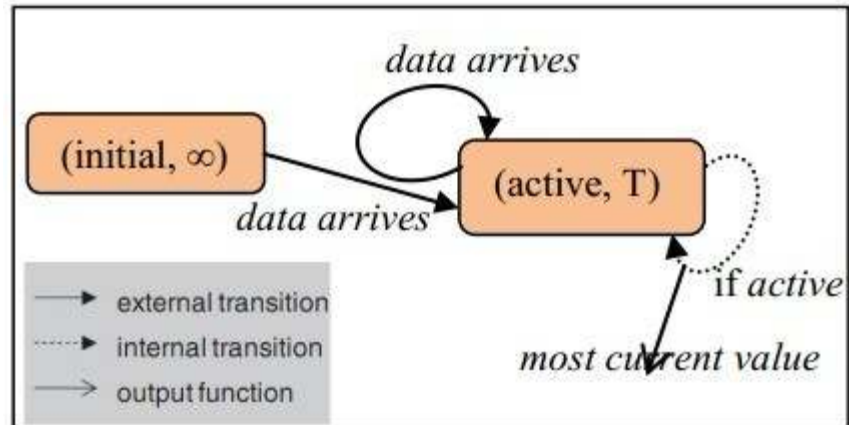 data arrives
(initial, ∞)
(active, T)
data arrives
if active
most current value
external transition
internal transition
output function